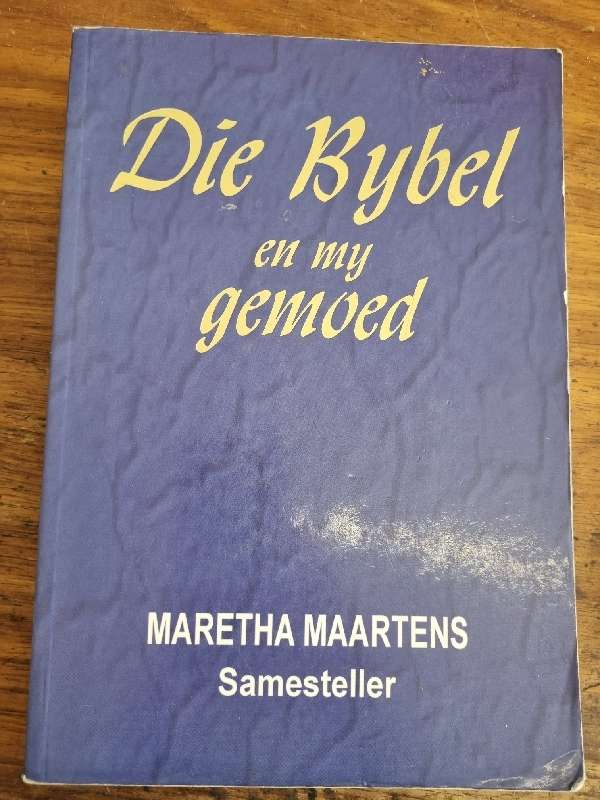 Die Bybel
en my
gemoed
MARETHA MAARTENS
Samesteller